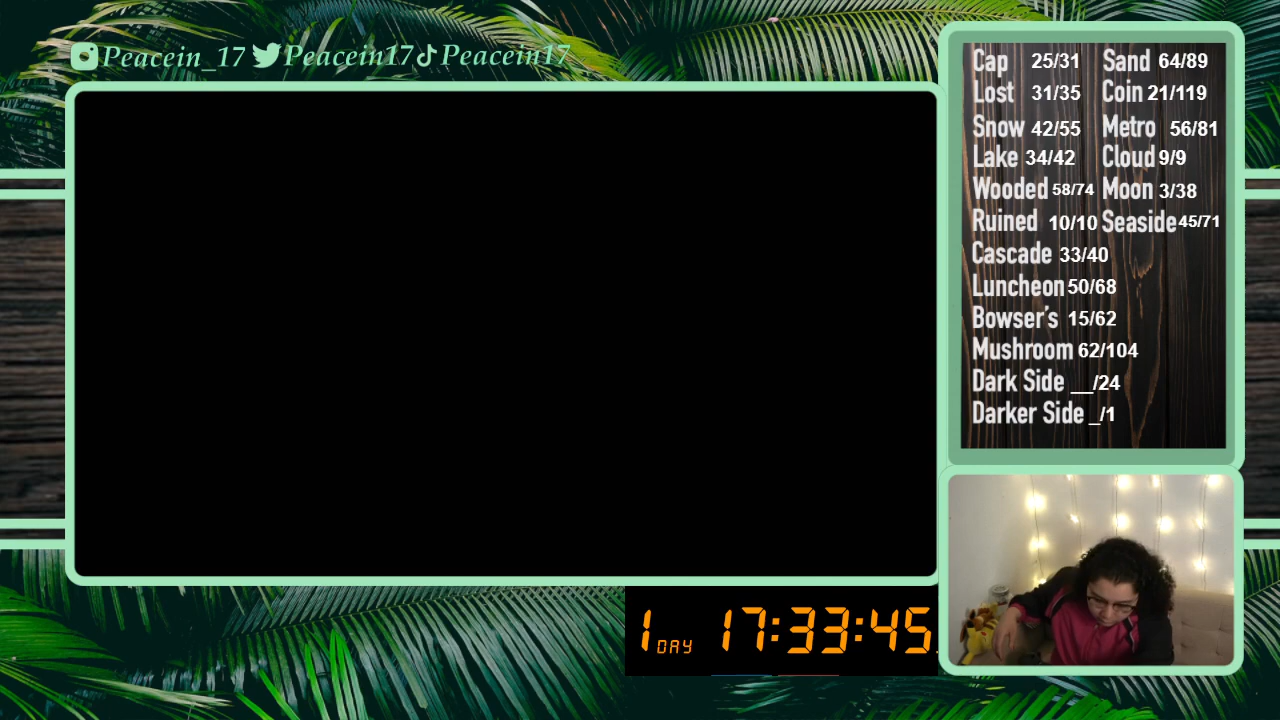 Peacein_17 Peacein17 Peacein17
Cap 25/31 Sand 64/89
Lost 31/35 Coin 21/119
Snow 42/55 Metro 56/81
Lake 34/42 Cloud 9/9
Wooded 58/74 Moon 3/38
Ruined 10/10 Seaside 45/71
Cascade 33/40
Luncheon 50/68
Bowser's 15/62
Mushroom 62/104
Dark Side __/24
Darker Side _/1
1 DAY 17:33:45